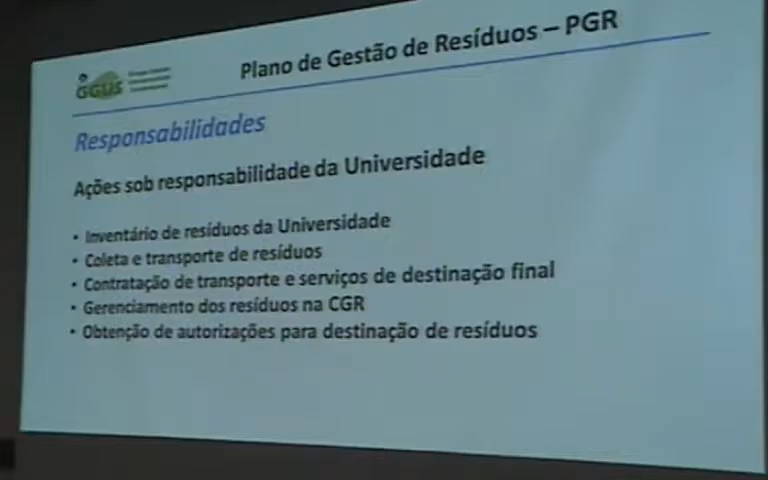 Plano de Gestão de Resíduos – PGR
GGUS
Responsabilidades
Ações sob responsabilidade da Universidade
• Inventário de resíduos da Universidade
• Coleta e transporte de resíduos
• Contratação de transporte e serviços de destinação final
• Gerenciamento dos resíduos na CGR
• Obtenção de autorizações para destinação de resíduos